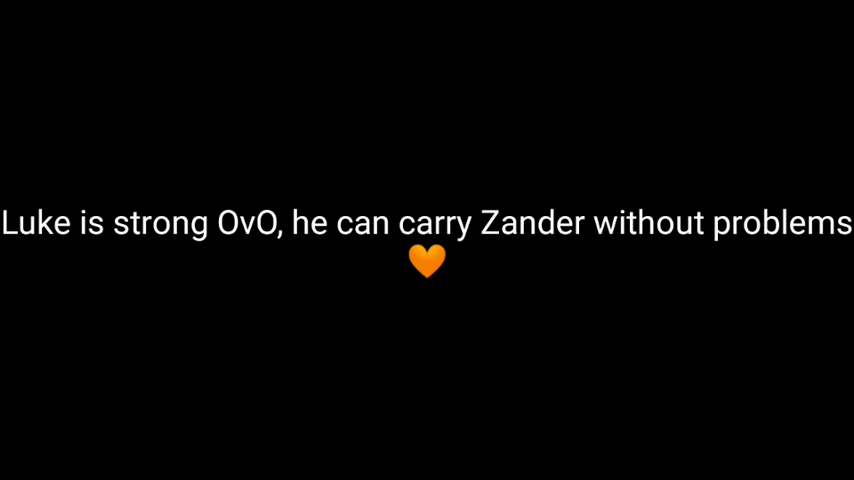 Luke is strong OvO, he can carry Zander without problems
🧡